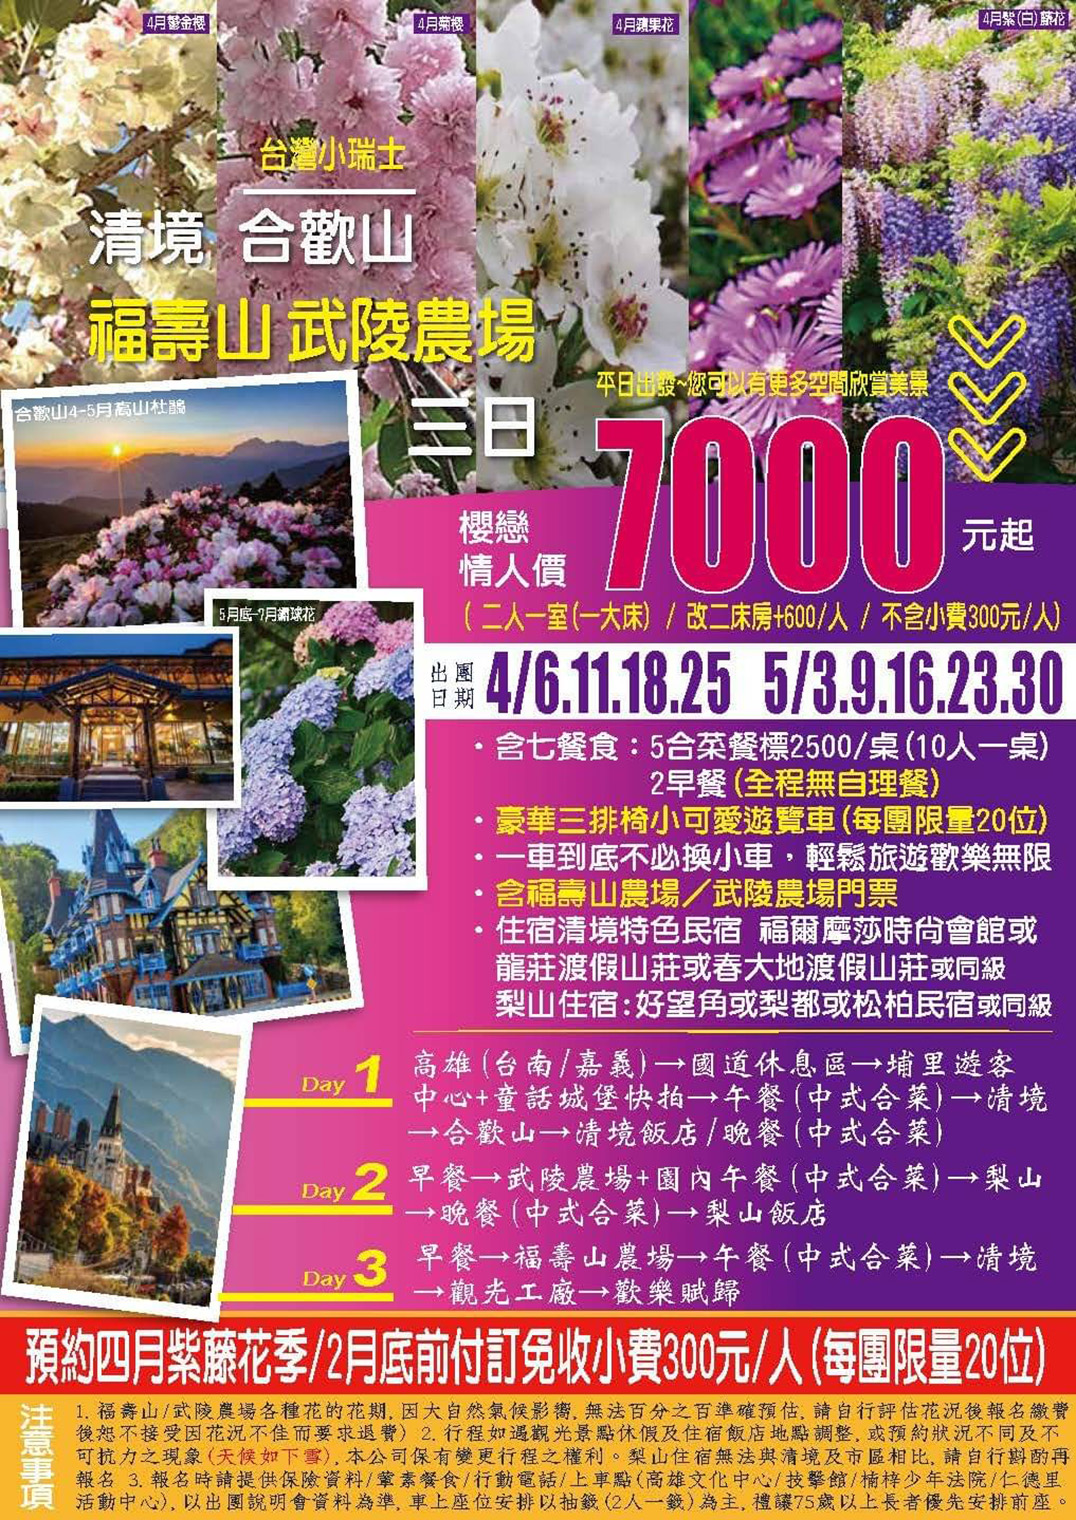 4月鬱金櫻
4月菊櫻
4月蘋果花
4月紫(白)藤花
台灣小瑞士
清境 合歡山
福壽山 武陵農場
三日
合歡山4-5月高山杜鵑
平日出發~您可以有更多空間欣賞美景
櫻戀
情人價
7000
元起
( 二人一室(一大床) / 改二床房+600/人 / 不含小費300元/人)
5月底-7月繡球花
出團
日期
4/6.11.18.25 5/3.9.16.23.30
・含七餐食：5合菜餐標2500/桌(10人一桌)
2早餐(全程無自理餐)
・豪華三排椅小可愛遊覽車(每團限量20位)
・一車到底不必換小車，輕鬆旅遊歡樂無限
・含福壽山農場／武陵農場門票
・住宿清境特色民宿 福爾摩莎時尚會館或
龍莊渡假山莊或春大地渡假山莊或同級
梨山住宿:好望角或梨都或松柏民宿或同級
Day 1
高雄(台南/嘉義)→國道休息區→埔里遊客
中心+童話城堡快拍→午餐(中式合菜)→清境
→合歡山→清境飯店/晚餐(中式合菜)
Day 2
早餐→武陵農場+園內午餐(中式合菜)→梨山
→晚餐(中式合菜)→梨山飯店
Day 3
早餐→福壽山農場→午餐(中式合菜)→清境
→觀光工廠→歡樂賦歸
預約四月紫藤花季/2月底前付訂免收小費300元/人(每團限量20位)
注意事項
1. 福壽山/武陵農場各種花的花期, 因大自然氣候影響, 無法百分之百準確預估, 請自行評估花況後報名繳費
後恕不接受因花況不佳而要求退費) 2. 行程如遇觀光景點休假及住宿飯店地點調整, 或預約狀況不同及不
可抗力之現象(天候如下雪), 本公司保有變更行程之權利。梨山住宿無法與清境及市區相比, 請自行斟酌再
報名 3. 報名時請提供保險資料/葷素餐食/行動電話/上車點(高雄文化中心/技擊館/楠梓少年法院/仁德里
活動中心), 以出團說明會資料為準, 車上座位安排以抽籤(2人一籤)為主, 禮讓75歲以上長者優先安排前座。